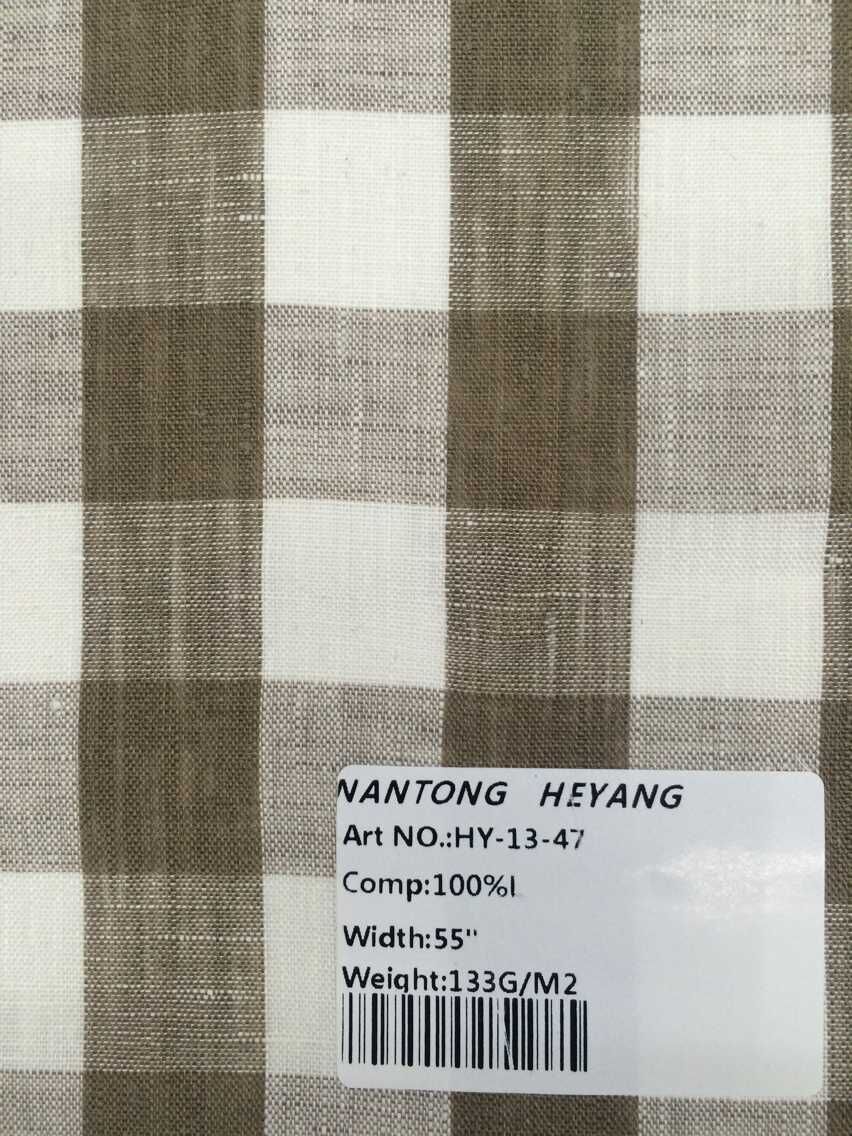 NANTONG HEYANG
Art NO.:HY-13-47
Comp:100%l
Width:55"
Weight:133G/M2